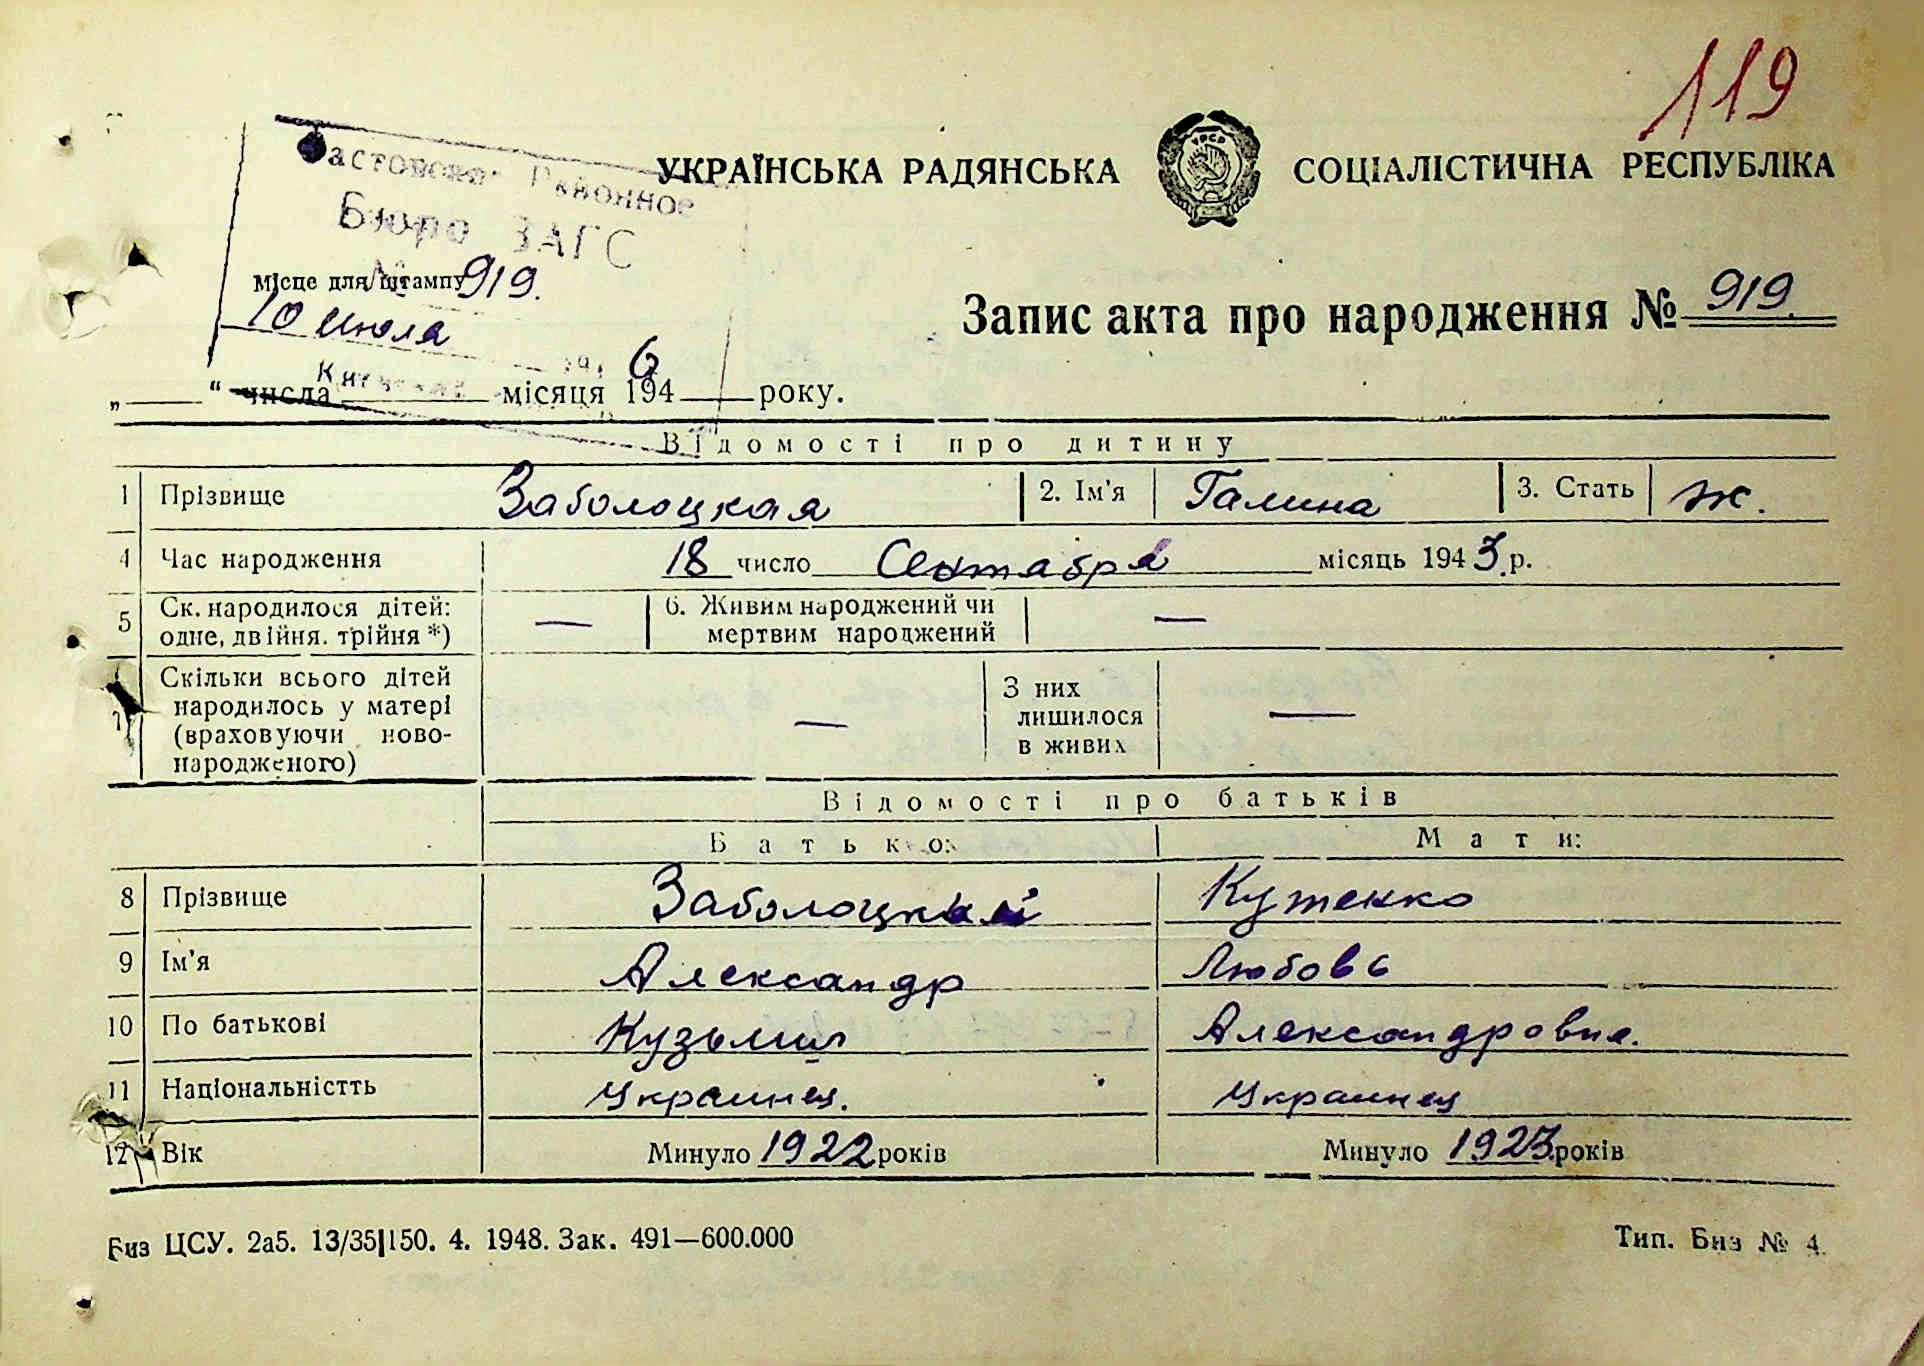 119
Фастовское Районное
УКРАЇНСЬКА РАДЯНСЬКА СОЦІАЛІСТИЧНА РЕСПУБЛІКА
УРСР
Бюро ЗАГС
Місце для штампу № 919.
Запис акта про народження № 919.
10 июля
194 6
„ “ числа місяця 194 року.
Відомості про дитину
1 Прізвище Заболоцкая 2. Ім'я Галина 3. Стать ж.
4 Час народження 18 число Сентября місяць 1943 р.
5 Ск. народилося дітей: одне, двійня. трійня *) — 6. Живим народжений чи мертвим народжений —
7 Скільки всього дітей народилось у матері (враховуючи ново-народженого) — З них лишилося в живих —
Відомості про батьків
Батько: Мати:
8 Прізвище Заболоцкий Кутенко
9 Ім'я Александр Любовь
10 По батькові Кузьмич Александровна.
11 Національністть Украинец. Украинец
12 Вік Минуло 1922 років Минуло 1923 років
Биз ЦСУ. 2а5. 13/35|150. 4. 1948. Зак. 491—600.000 Тип. Биз № 4.